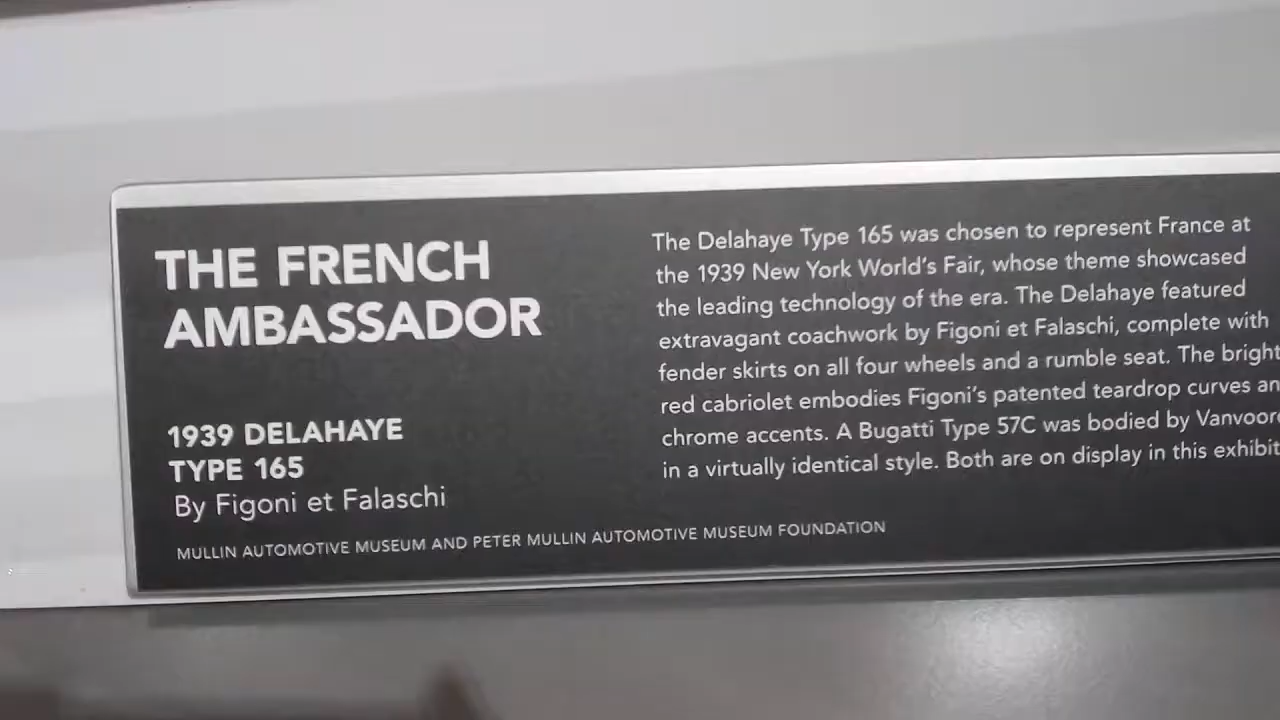 THE FRENCH
AMBASSADOR
1939 DELAHAYE
TYPE 165
By Figoni et Falaschi
MULLIN AUTOMOTIVE MUSEUM AND PETER MULLIN AUTOMOTIVE MUSEUM FOUNDATION
The Delahaye Type 165 was chosen to represent France at
the 1939 New York World's Fair, whose theme showcased
the leading technology of the era. The Delahaye featured
extravagant coachwork by Figoni et Falaschi, complete with
fender skirts on all four wheels and a rumble seat. The bright
red cabriolet embodies Figoni's patented teardrop curves
chrome accents. A Bugatti Type 57C was bodied by
in a virtually identical style. Both are on display in this exhibit